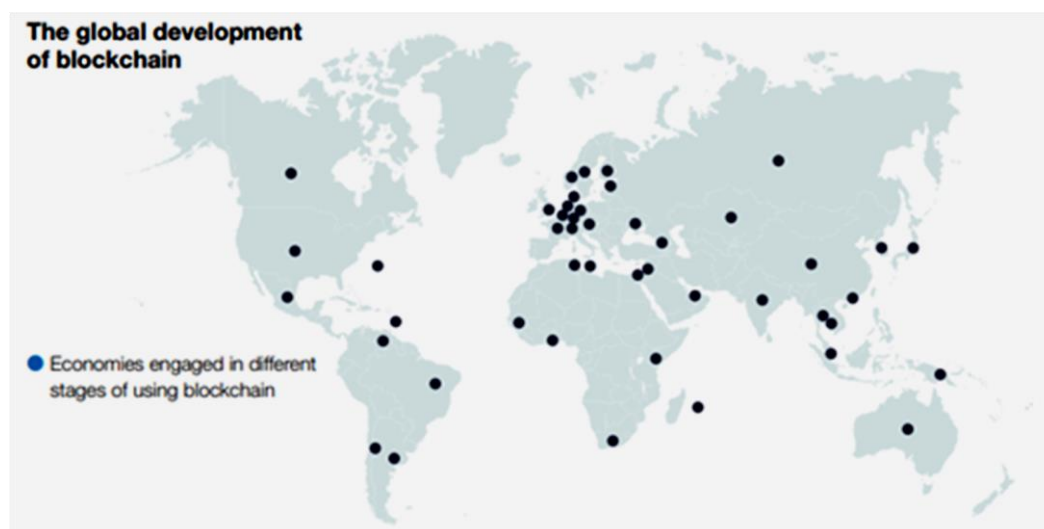 The global development
of blockchain
Economies engaged in different
stages of using blockchain